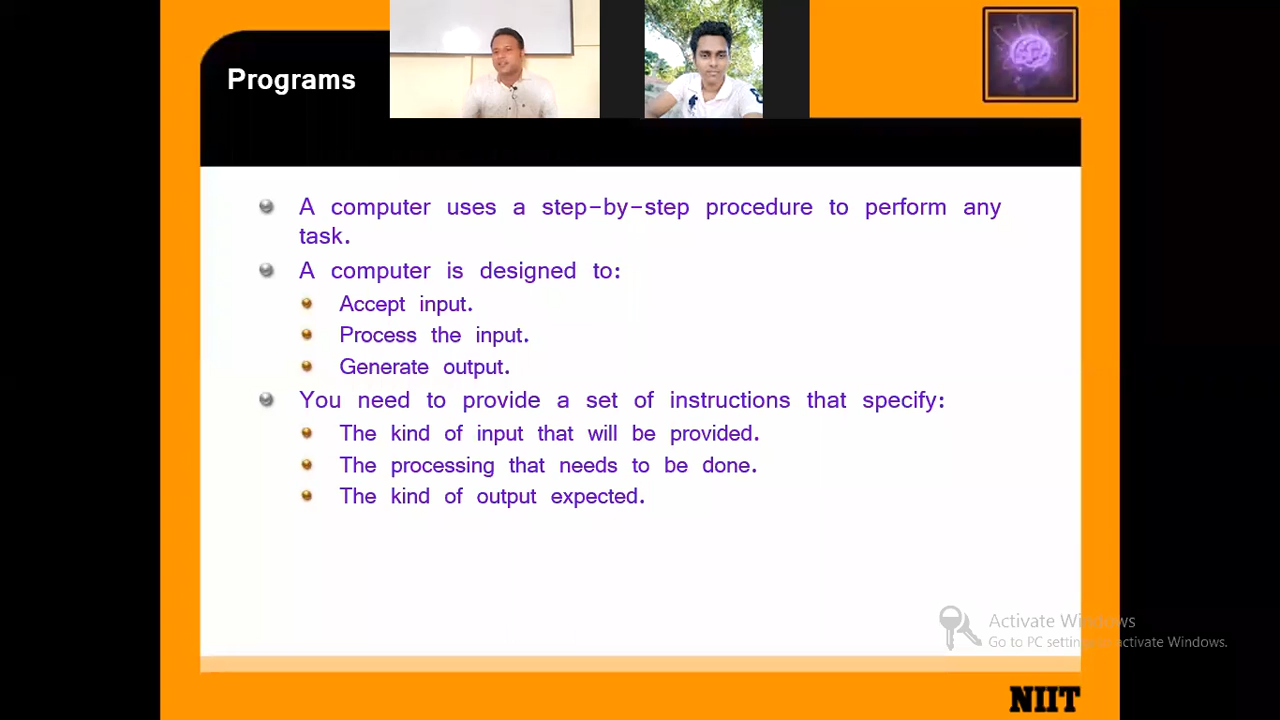 Programs
A computer uses a step-by-step procedure to perform any
task.
A computer is designed to:
Accept input.
Process the input.
Generate output.
You need to provide a set of instructions that specify:
The kind of input that will be provided.
The processing that needs to be done.
The kind of output expected.
Activate Windows
Go to PC settings to activate Windows.
NIIT